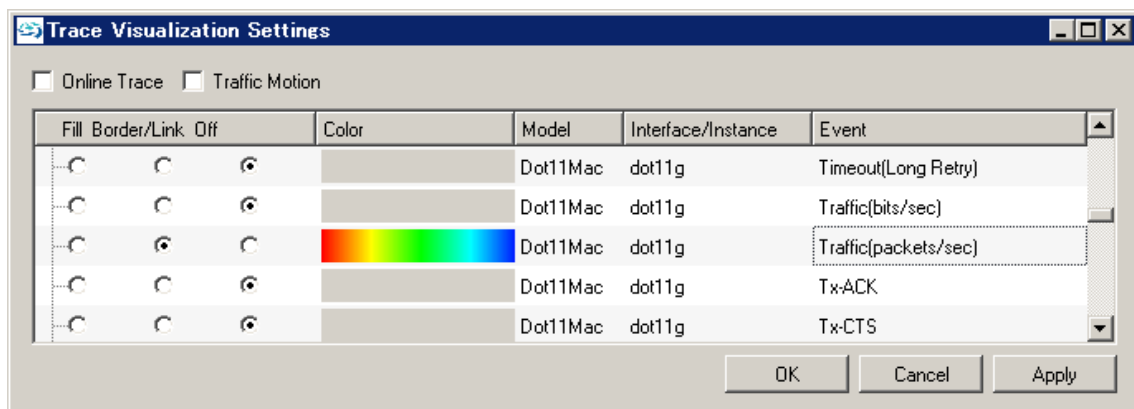 Trace Visualization Settings
Online Trace Traffic Motion
Fill Border/Link Off Color Model Interface/Instance Event
Dot11Mac dot11g Timeout(Long Retry)
Dot11Mac dot11g Traffic(bits/sec)
Dot11Mac dot11g Traffic(packets/sec)
Dot11Mac dot11g Tx-ACK
Dot11Mac dot11g Tx-CTS
OK Cancel Apply